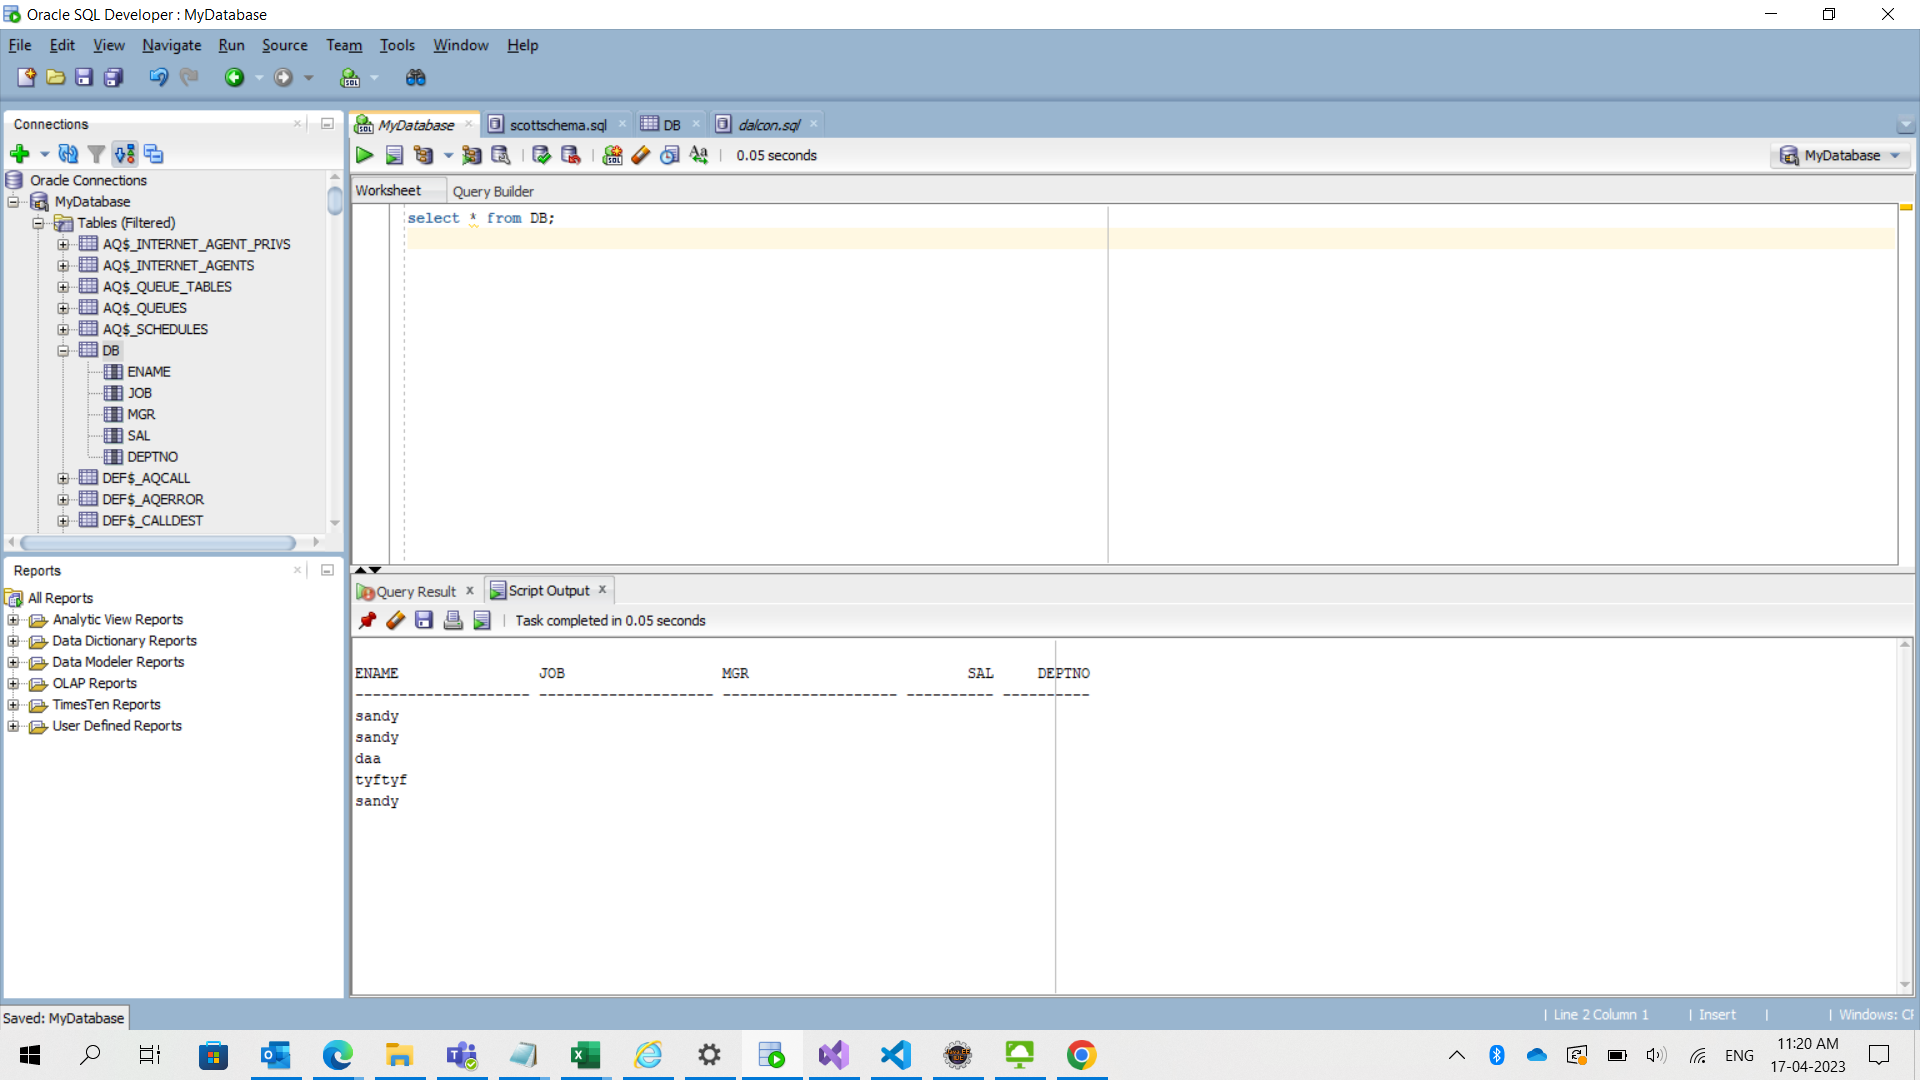 Oracle SQL Developer : MyDatabase
File Edit View Navigate Run Source Team Tools Window Help
Connections
Oracle Connections
MyDatabase
Tables (Filtered)
AQ$_INTERNET_AGENT_PRIVS
AQ$_INTERNET_AGENTS
AQ$_QUEUE_TABLES
AQ$_QUEUES
AQ$_SCHEDULES
DB
ENAME
JOB
MGR
SAL
DEPTNO
DEF$_AQCALL
DEF$_AQERROR
DEF$_CALLDEST
Reports
All Reports
Analytic View Reports
Data Dictionary Reports
Data Modeler Reports
OLAP Reports
TimesTen Reports
User Defined Reports
MyDatabase scottschema.sql DB dalcon.sql
0.05 seconds MyDatabase
Worksheet Query Builder
select * from DB;
Query Result Script Output
Task completed in 0.05 seconds
ENAME JOB MGR SAL DEPTNO
-------------------- -------------------- -------------------- ---------- ----------
sandy
sandy
daa
tyftyf
sandy
Saved: MyDatabase
| Line 2 Column 1 | Insert | | Windows: CF
ENG
11:20 AM
17-04-2023